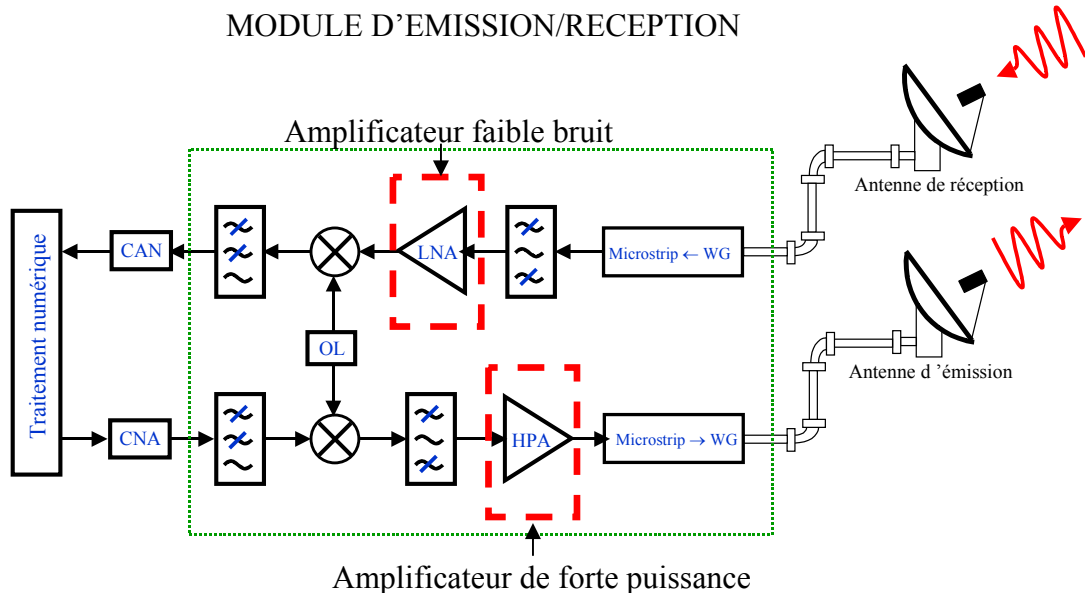 MODULE D'EMISSION/RECEPTION
Amplificateur faible bruit
Antenne de réception
Traitement numérique
CAN
LNA
Microstrip ← WG
OL
Antenne d 'émission
CNA
HPA
Microstrip → WG
Amplificateur de forte puissance